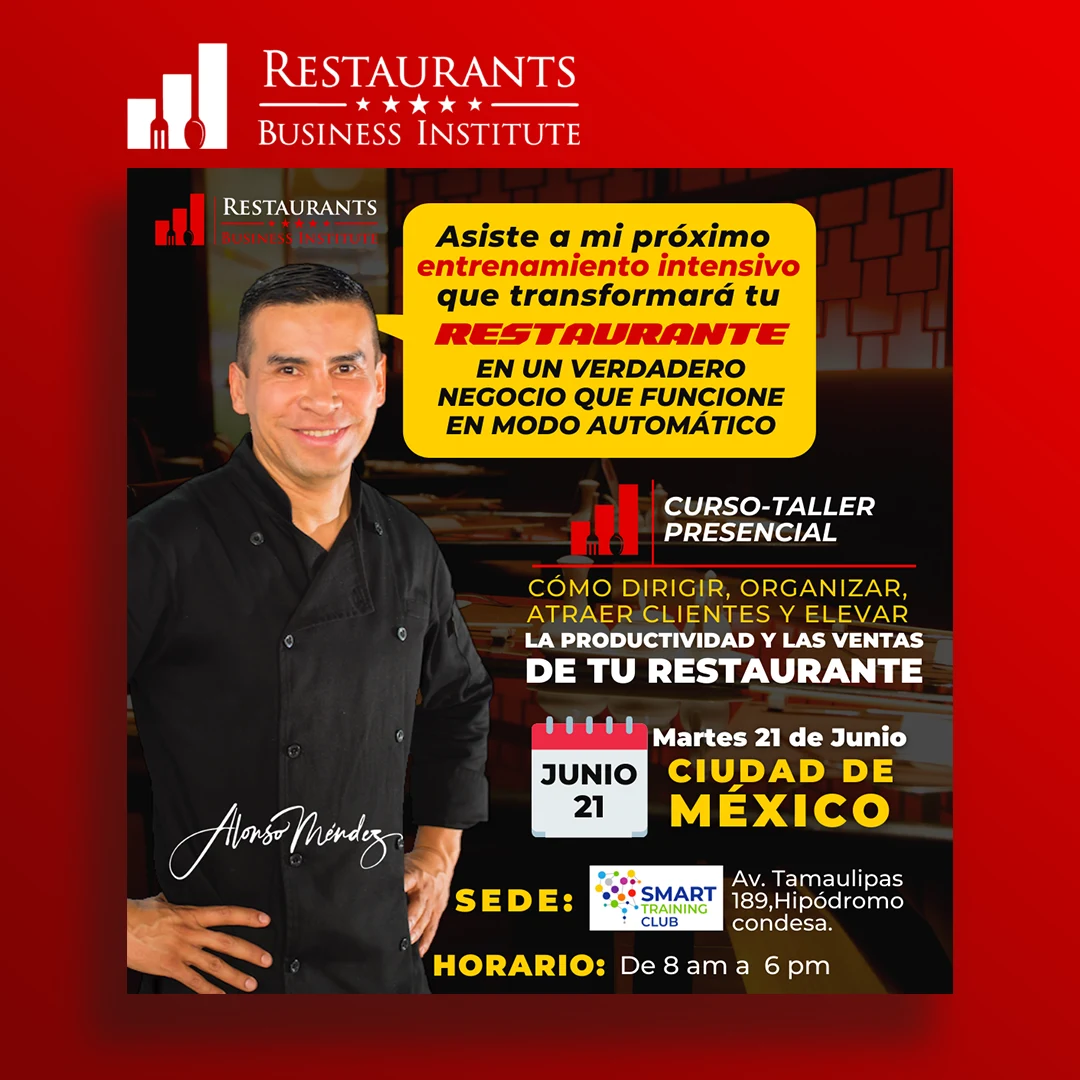 RESTAURANTS
BUSINESS INSTITUTE
RESTAURANTS
BUSINESS INSTITUTE
Asiste a mi próximo
entrenamiento intensivo
que transformará tu
RESTAURANTE
EN UN VERDADERO
NEGOCIO QUE FUNCIONE
EN MODO AUTOMÁTICO
CURSO-TALLER
PRESENCIAL
CÓMO DIRIGIR, ORGANIZAR,
ATRAER CLIENTES Y ELEVAR
LA PRODUCTIVIDAD Y LAS VENTAS
DE TU RESTAURANTE
JUNIO
21
Martes 21 de Junio
CIUDAD DE
MÉXICO
Alonso Méndez
SEDE:
SMART
TRAINING
CLUB
Av. Tamaulipas
189,Hipódromo
condesa.
HORARIO: De 8 am a 6 pm